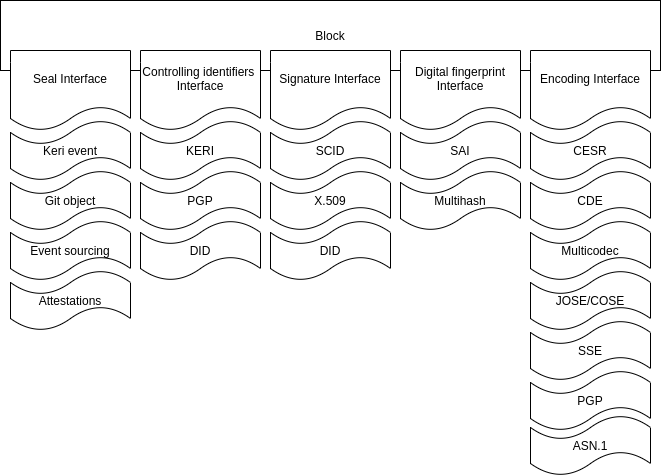 Block
Seal Interface
Controlling identifiers
Interface
Signature Interface
Digital fingerprint
Interface
Encoding Interface
Keri event
KERI
SCID
SAI
CESR
Git object
PGP
X.509
Multihash
CDE
Event sourcing
DID
DID
Multicodec
Attestations
JOSE/COSE
SSE
PGP
ASN.1